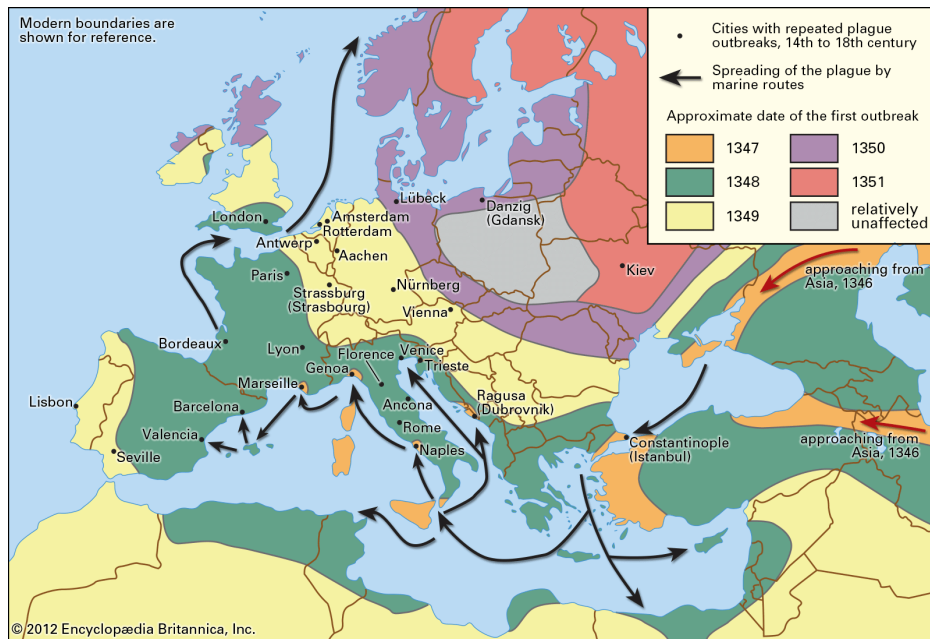 Modern boundaries are
shown for reference.
Cities with repeated plague
outbreaks, 14th to 18th century
Spreading of the plague by
marine routes
Approximate date of the first outbreak
1347
1350
1348
1351
1349
relatively
unaffected
London
Amsterdam
Rotterdam
Antwerp
Aachen
Lübeck
Danzig
(Gdansk)
Kiev
approaching from
Asia, 1346
Paris
Strassburg
(Strasbourg)
Nürnberg
Vienna
Bordeaux
Lyon
Florence
Venice
Trieste
Genoa
Marseille
Ragusa
(Dubrovnik)
Lisbon
Barcelona
Ancona
Valencia
Rome
Seville
Naples
Constantinople
(Istanbul)
approaching from
Asia, 1346
© 2012 Encyclopædia Britannica, Inc.